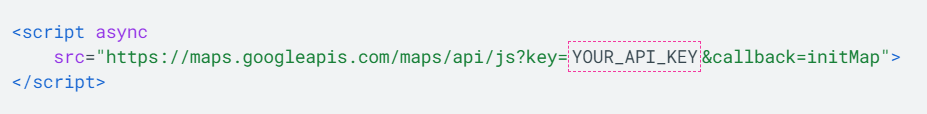 <script async
src="https://maps.googleapis.com/maps/api/js?key=YOUR_API_KEY&callback=initMap">
</script>